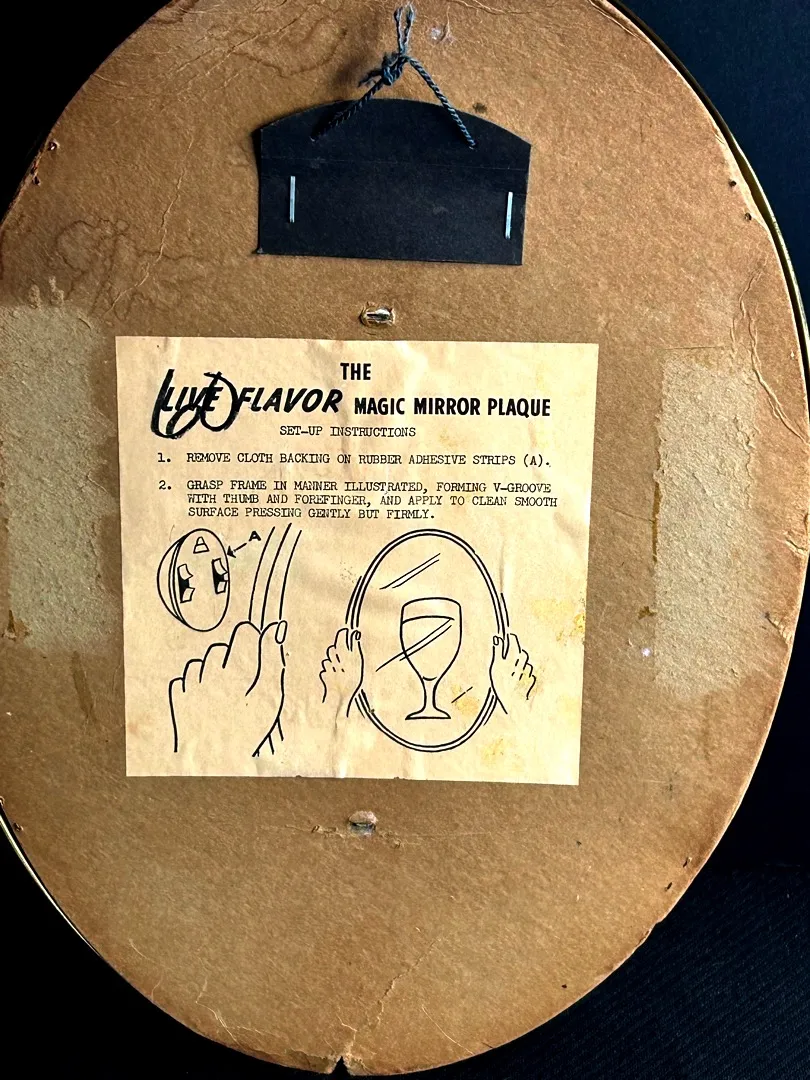 THE
LIVE FLAVOR MAGIC MIRROR PLAQUE
SET-UP INSTRUCTIONS
1. REMOVE CLOTH BACKING ON RUBBER ADHESIVE STRIPS (A).
2. GRASP FRAME IN MANNER ILLUSTRATED, FORMING V-GROOVE
WITH THUMB AND FOREFINGER, AND APPLY TO CLEAN SMOOTH
SURFACE PRESSING GENTLY BUT FIRMLY.
A